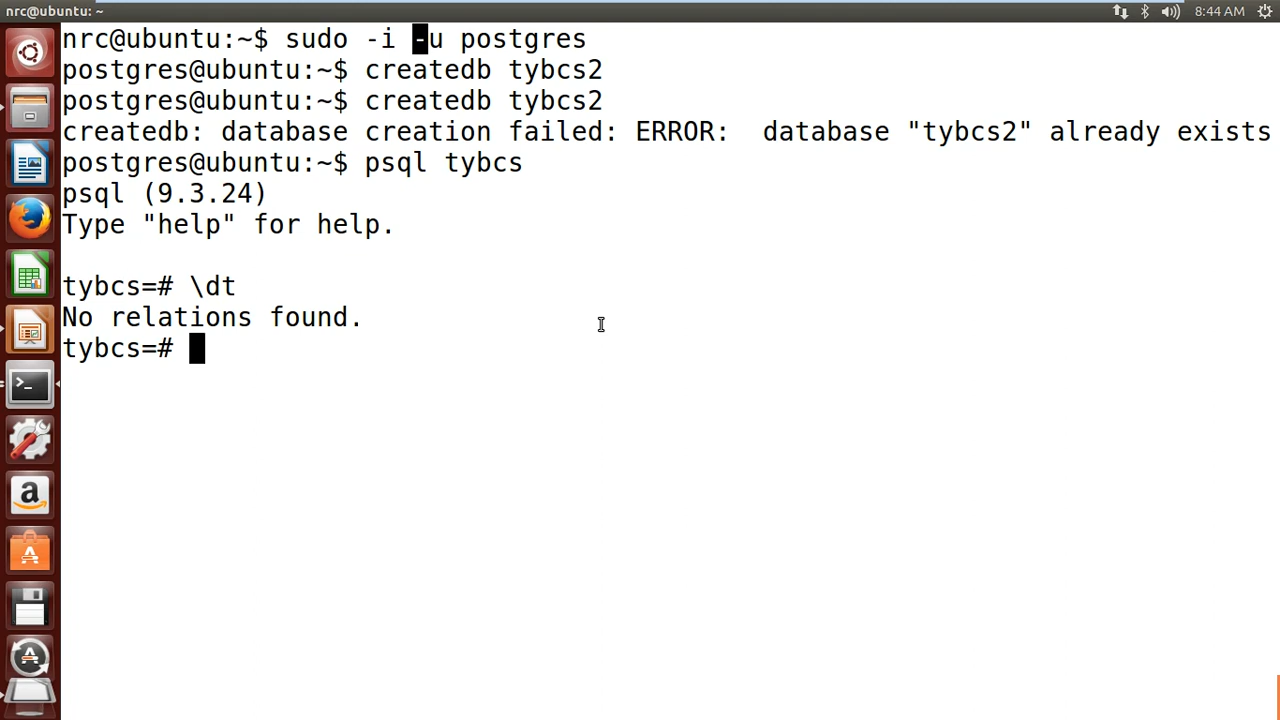 nrc@ubuntu: ~
8:44 AM
nrc@ubuntu:~$ sudo -i -u postgres
postgres@ubuntu:~$ createdb tybcs2
postgres@ubuntu:~$ createdb tybcs2
createdb: database creation failed: ERROR:  database "tybcs2" already exists
postgres@ubuntu:~$ psql tybcs
psql (9.3.24)
Type "help" for help.
tybcs=# \dt
No relations found.
tybcs=#